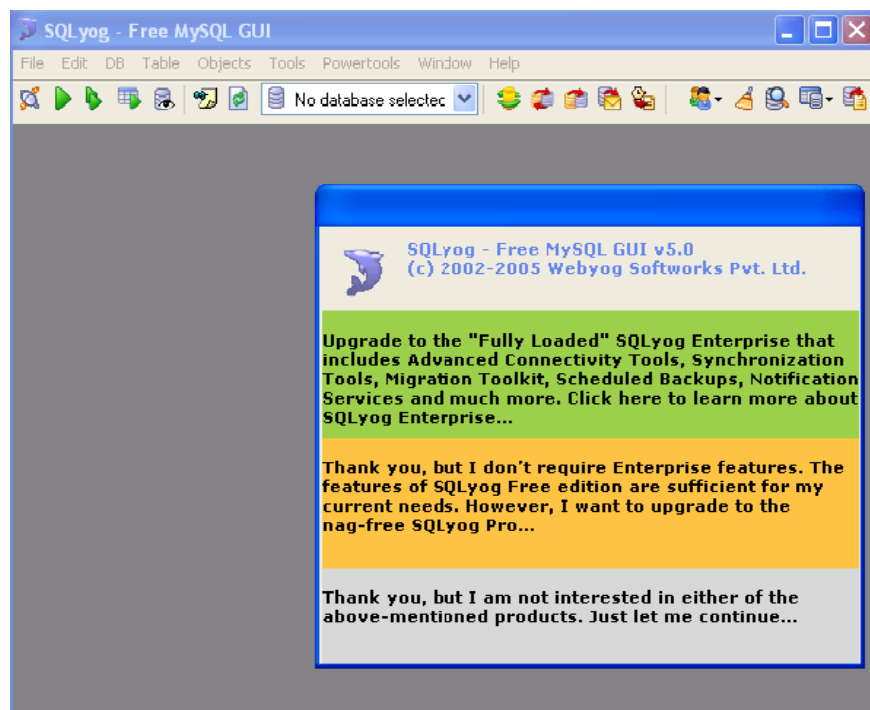 SQLyog - Free MySQL GUI
File Edit DB Table Objects Tools Powertools Window Help
No database selectec
SQLyog - Free MySQL GUI v5.0
(c) 2002-2005 Webyog Softworks Pvt. Ltd.
Upgrade to the "Fully Loaded" SQLyog Enterprise that
includes Advanced Connectivity Tools, Synchronization
Tools, Migration Toolkit, Scheduled Backups, Notification
Services and much more. Click here to learn more about
SQLyog Enterprise...
Thank you, but I don't require Enterprise features. The
features of SQLyog Free edition are sufficient for my
current needs. However, I want to upgrade to the
nag-free SQLyog Pro...
Thank you, but I am not interested in either of the
above-mentioned products. Just let me continue...